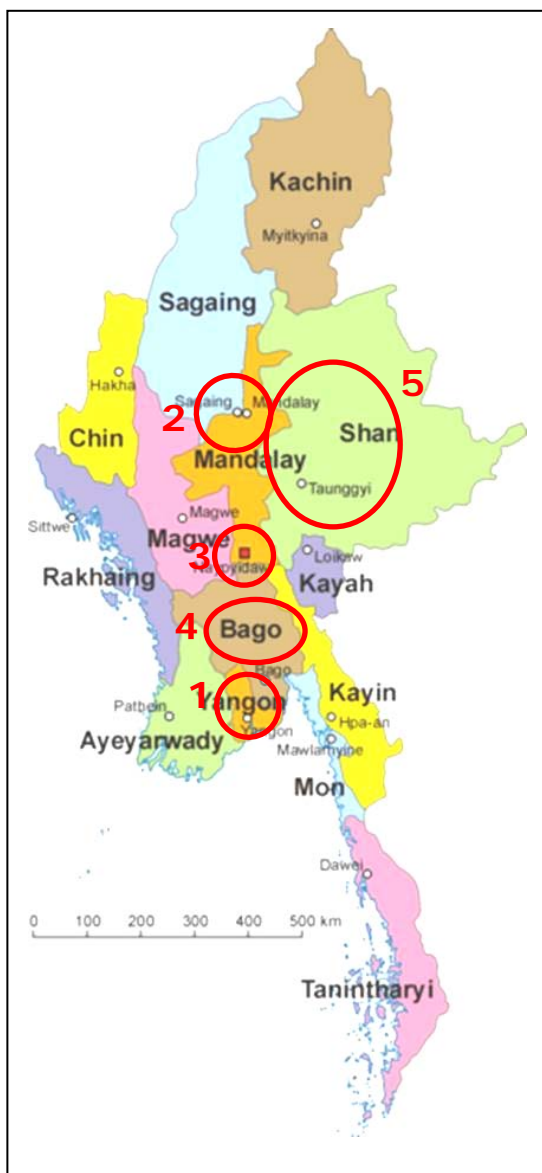 Kachin
Myitkyina
Sagaing
5
Hakha
Sagaing
Mandalay
2
Chin
Shan
Mandalay
Taunggyi
Magwe
Sittwe
Magwe
Loikaw
3
Naypyidaw
Rakhaing
Kayah
4
Bago
Bago
1
Yangon
Kayin
Pathein
Hpa-an
Yangon
Ayeyarwady
Mawlamyine
Mon
Dawei
0 100 200 300 400 500 km
Tanintharyi